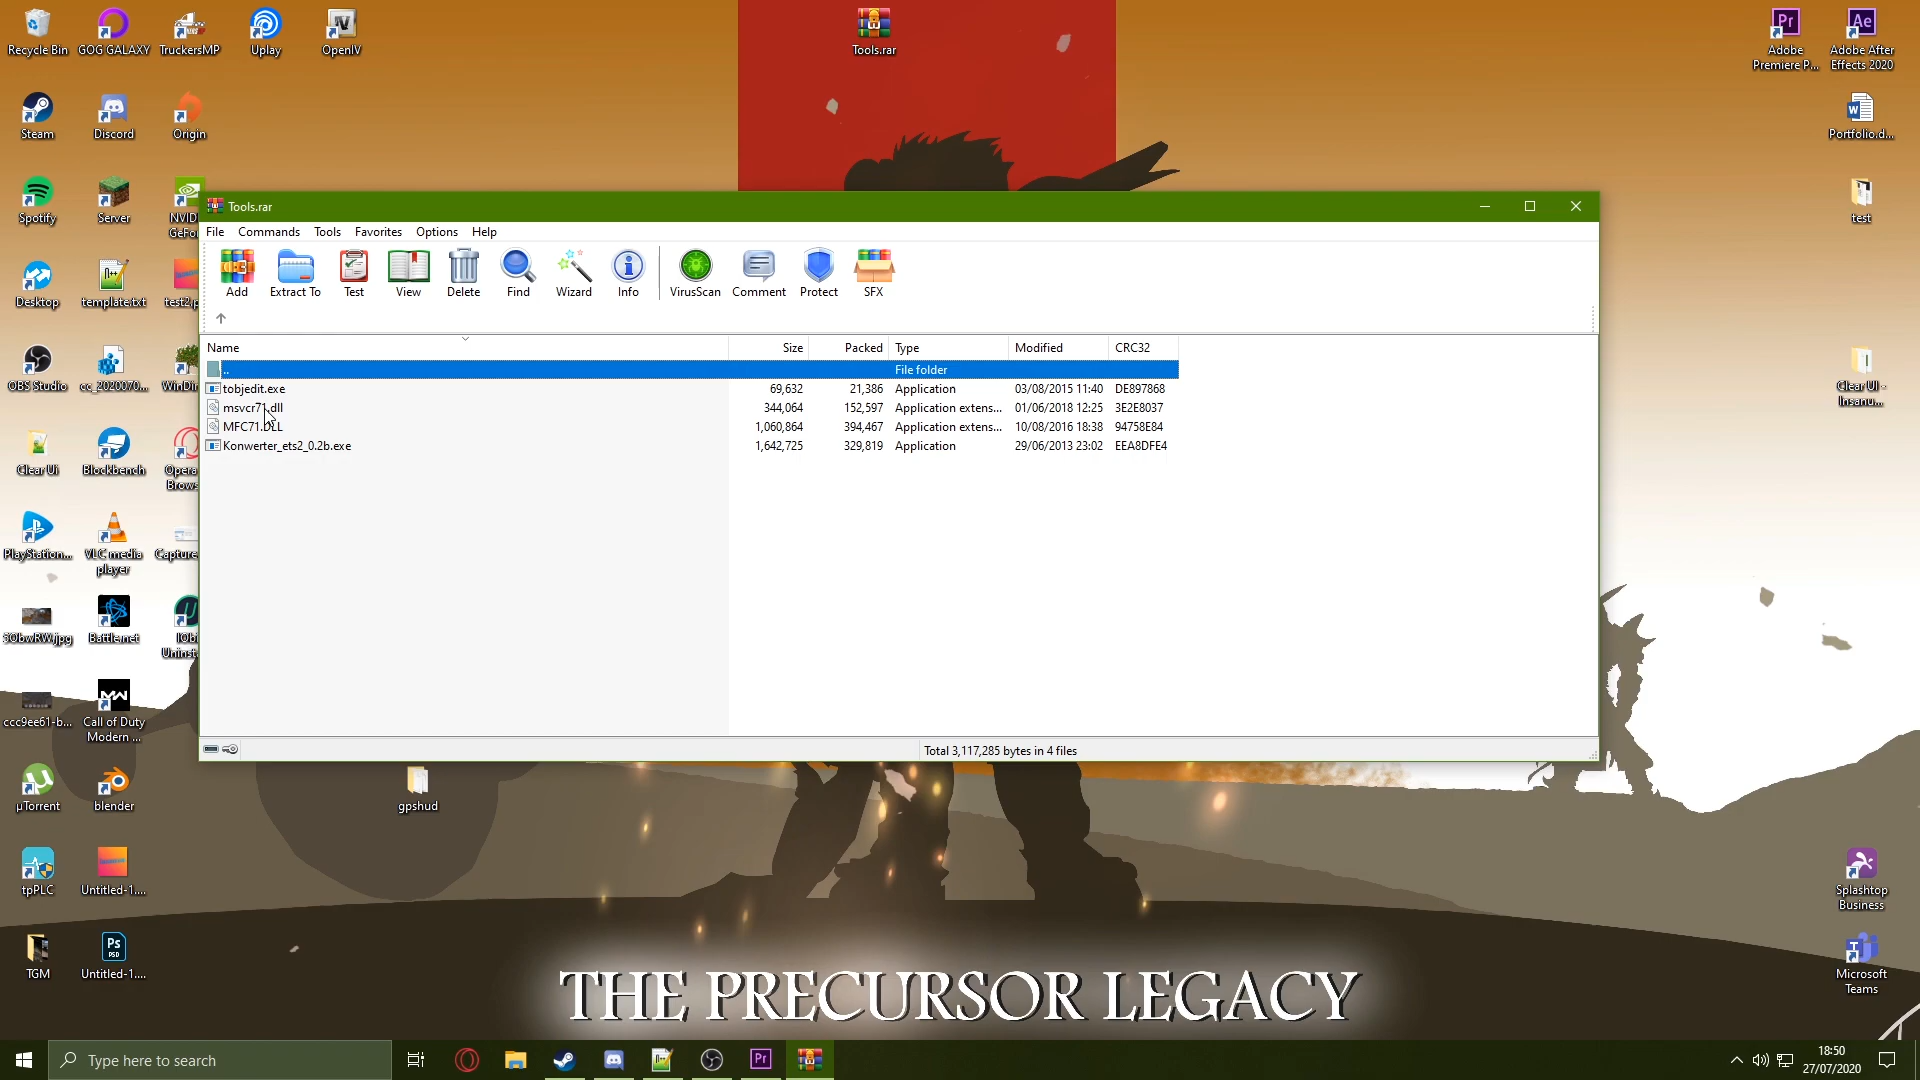 Recycle Bin
GOG GALAXY
TruckersMP
Uplay
OpenIV
Tools.rar
Adobe
Premiere P...
Adobe After
Effects 2020
Steam
Discord
Origin
Portfolio.d...
Spotify
Server
NVID
GeFo
test
Tools.rar
File
Commands
Tools
Favorites
Options
Help
Add
Extract To
Test
View
Delete
Find
Wizard
Info
VirusScan
Comment
Protect
SFX
Desktop
template.txt
test2.p
Name
Size
Packed
Type
Modified
CRC32
..
File folder
tobjedit.exe
69,632
21,386
Application
03/08/2015 11:40
DE897868
msvcr71.dll
344,064
152,597
Application extens...
01/06/2018 12:25
3E2E8037
1,060,864
394,467
Application extens...
10/08/2016 18:38
94758E84
Konwerter_ets2_0.2b.exe
1,642,725
329,819
Application
29/06/2013 23:02
EEA8DFE4
OBS Studio
cc_2020070...
WinDir
Clear UI -
Insanu...
Clear Ui
Blockbench
Opera
Brows
PlayStation...
VLC media
player
Capture
Battle.net
IObi
Uninst
ccc9ee61-b...
Call of Duty
Modern ...
Total 3,117,285 bytes in 4 files
µTorrent
blender
gpshud
tpPLC
Untitled-1....
Splashtop
Business
TGM
Ps
PSD
Untitled-1....
Microsoft
Teams
THE PRECURSOR LEGACY
Type here to search
Pr
18:50
27/07/2020